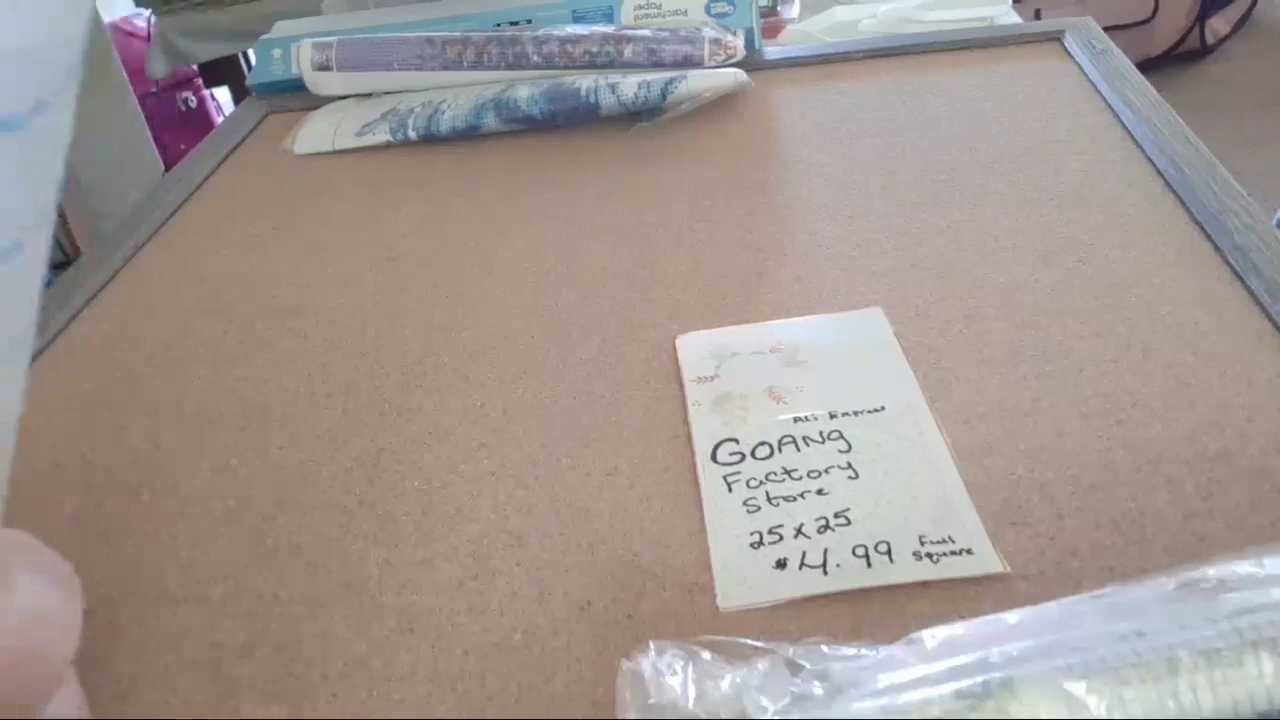 Parchment
Paper
Ali Express
GOANG
Factory
Store
25 x 25
$4.99 Full
Square